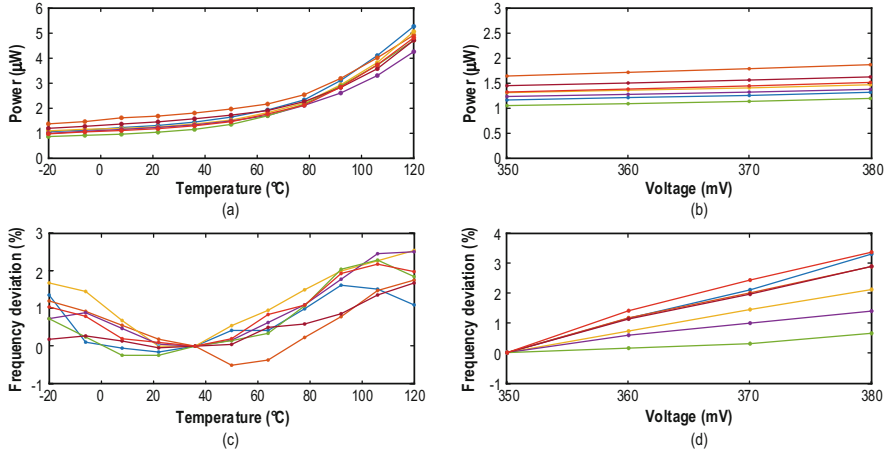 6
5
4
3
2
1
0
Power (µW)
-20 0 20 40 60 80 100 120
Temperature (°C)
(a)
3
2.5
2
1.5
1
0.5
0
Power (µW)
350 360 370 380
Voltage (mV)
(b)
3
2
1
0
-1
Frequency deviation (%)
-20 0 20 40 60 80 100 120
Temperature (°C)
(c)
4
3
2
1
0
-1
Frequency deviation (%)
350 360 370 380
Voltage (mV)
(d)